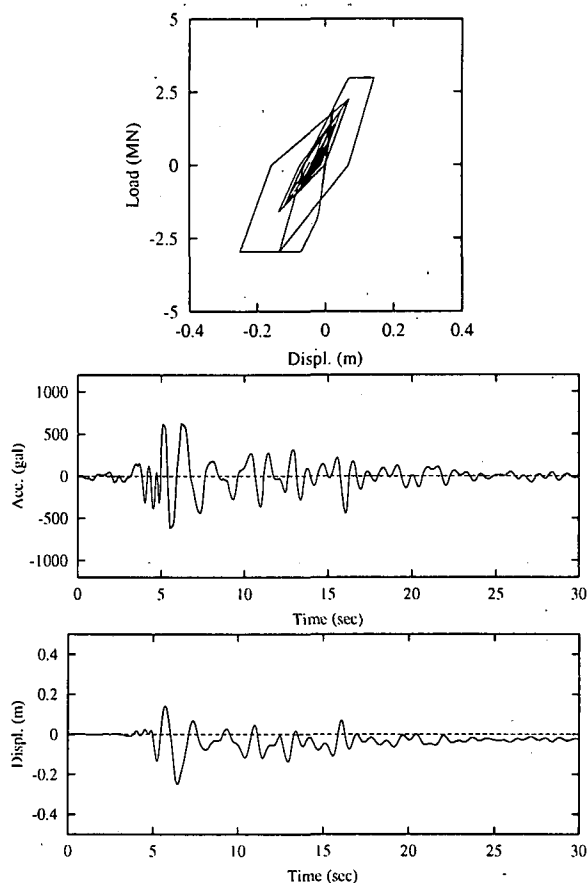 5
2.5
0
-2.5
-5
Load (MN)
-0.4 -0.2 0 0.2 0.4
Displ. (m)
1000
500
0
-500
-1000
Acc. (gal)
0 5 10 15 20 25 30
Time (sec)
0.4
0.2
0
-0.2
-0.4
Displ. (m)
0 5 10 15 20 25 30
Time (sec)